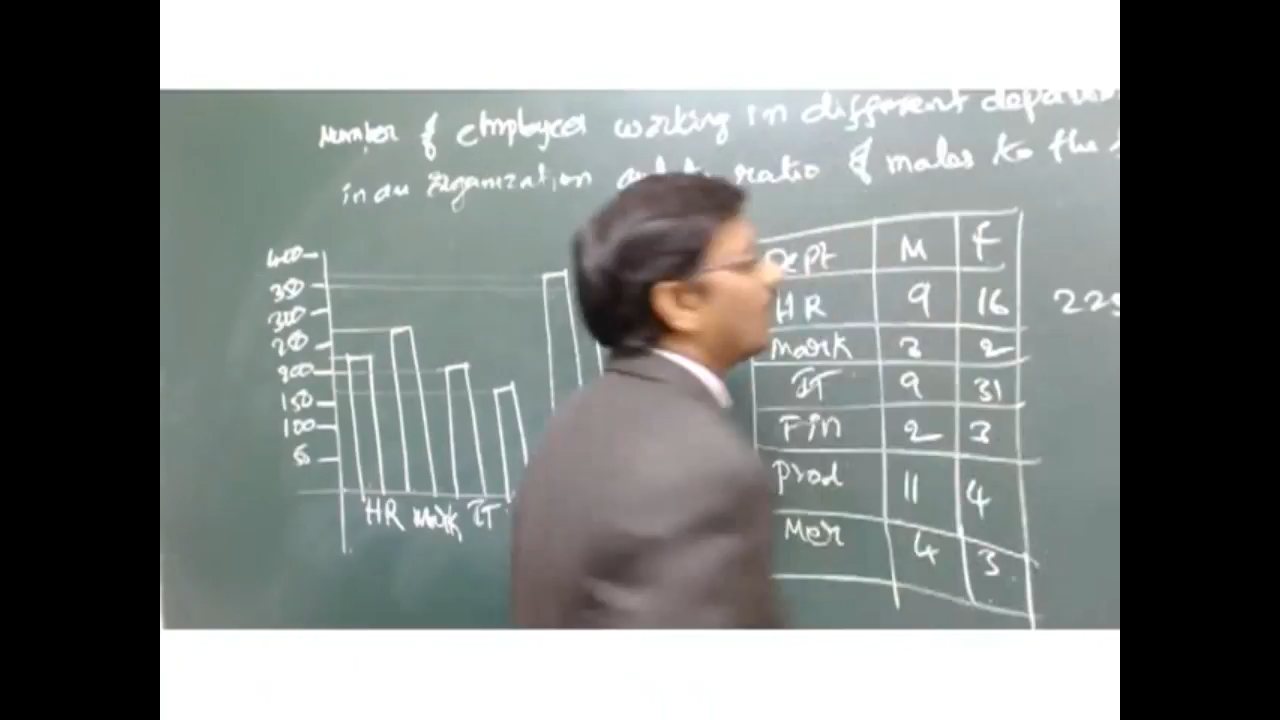 Number of employees working in different depar
in an organization ratio of males to the
400
350
300
250
200
150
100
50
HR Mark IT
Dept M F
HR 9 16 225
Mark 3 2
IT 9 31
Fin 2 3
Prod 11 4
Mer 4 3